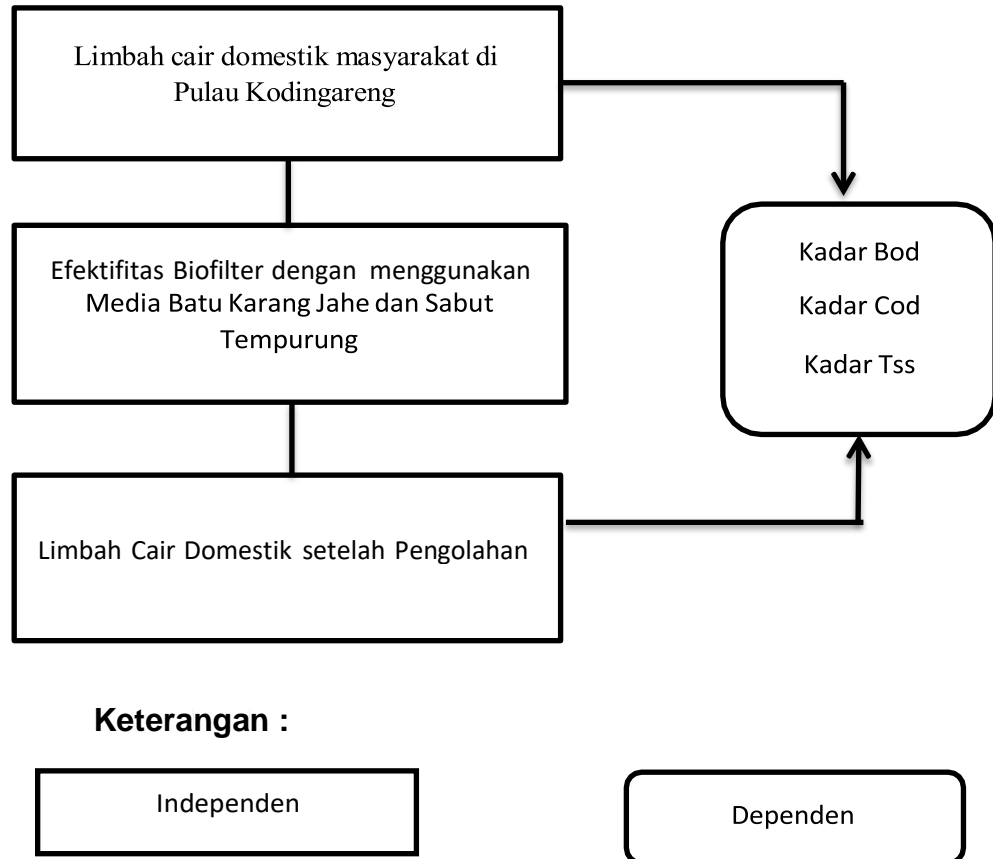 Limbah cair domestik masyarakat di
Pulau Kodingareng
Efektifitas Biofilter dengan menggunakan
Media Batu Karang Jahe dan Sabut
Tempurung
Limbah Cair Domestik setelah Pengolahan
Kadar Bod
Kadar Cod
Kadar Tss
Keterangan :
Independen
Dependen